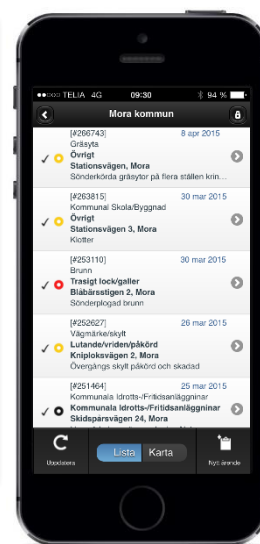 TELIA 4G 09:30 94 %
Mora kommun
[#266743] 8 apr 2015
Gräsyta
Övrigt
Stationsvägen, Mora
Sönderkörda gräsytor på flera ställen krin...
[#263815] 30 mar 2015
Kommunal Skola/Byggnad
Övrigt
Stationsvägen 3, Mora
Klotter
[#253110] 30 mar 2015
Brunn
Trasigt lock/galler
Blåbärsstigen 2, Mora
Sönderplogad brunn
[#252627] 26 mar 2015
Vägmärke/skylt
Lutande/vriden/påkörd
Kniploksvägen 2, Mora
Övergångs skylt påkörd och skadad
[#251464] 25 mar 2015
Kommunala Idrotts-/Fritidsanläggninar
Kommunala Idrotts-/Fritidsanläggninar
Skidspårsvägen 24, Mora
Uppdatera
Lista Karta
Nytt ärende